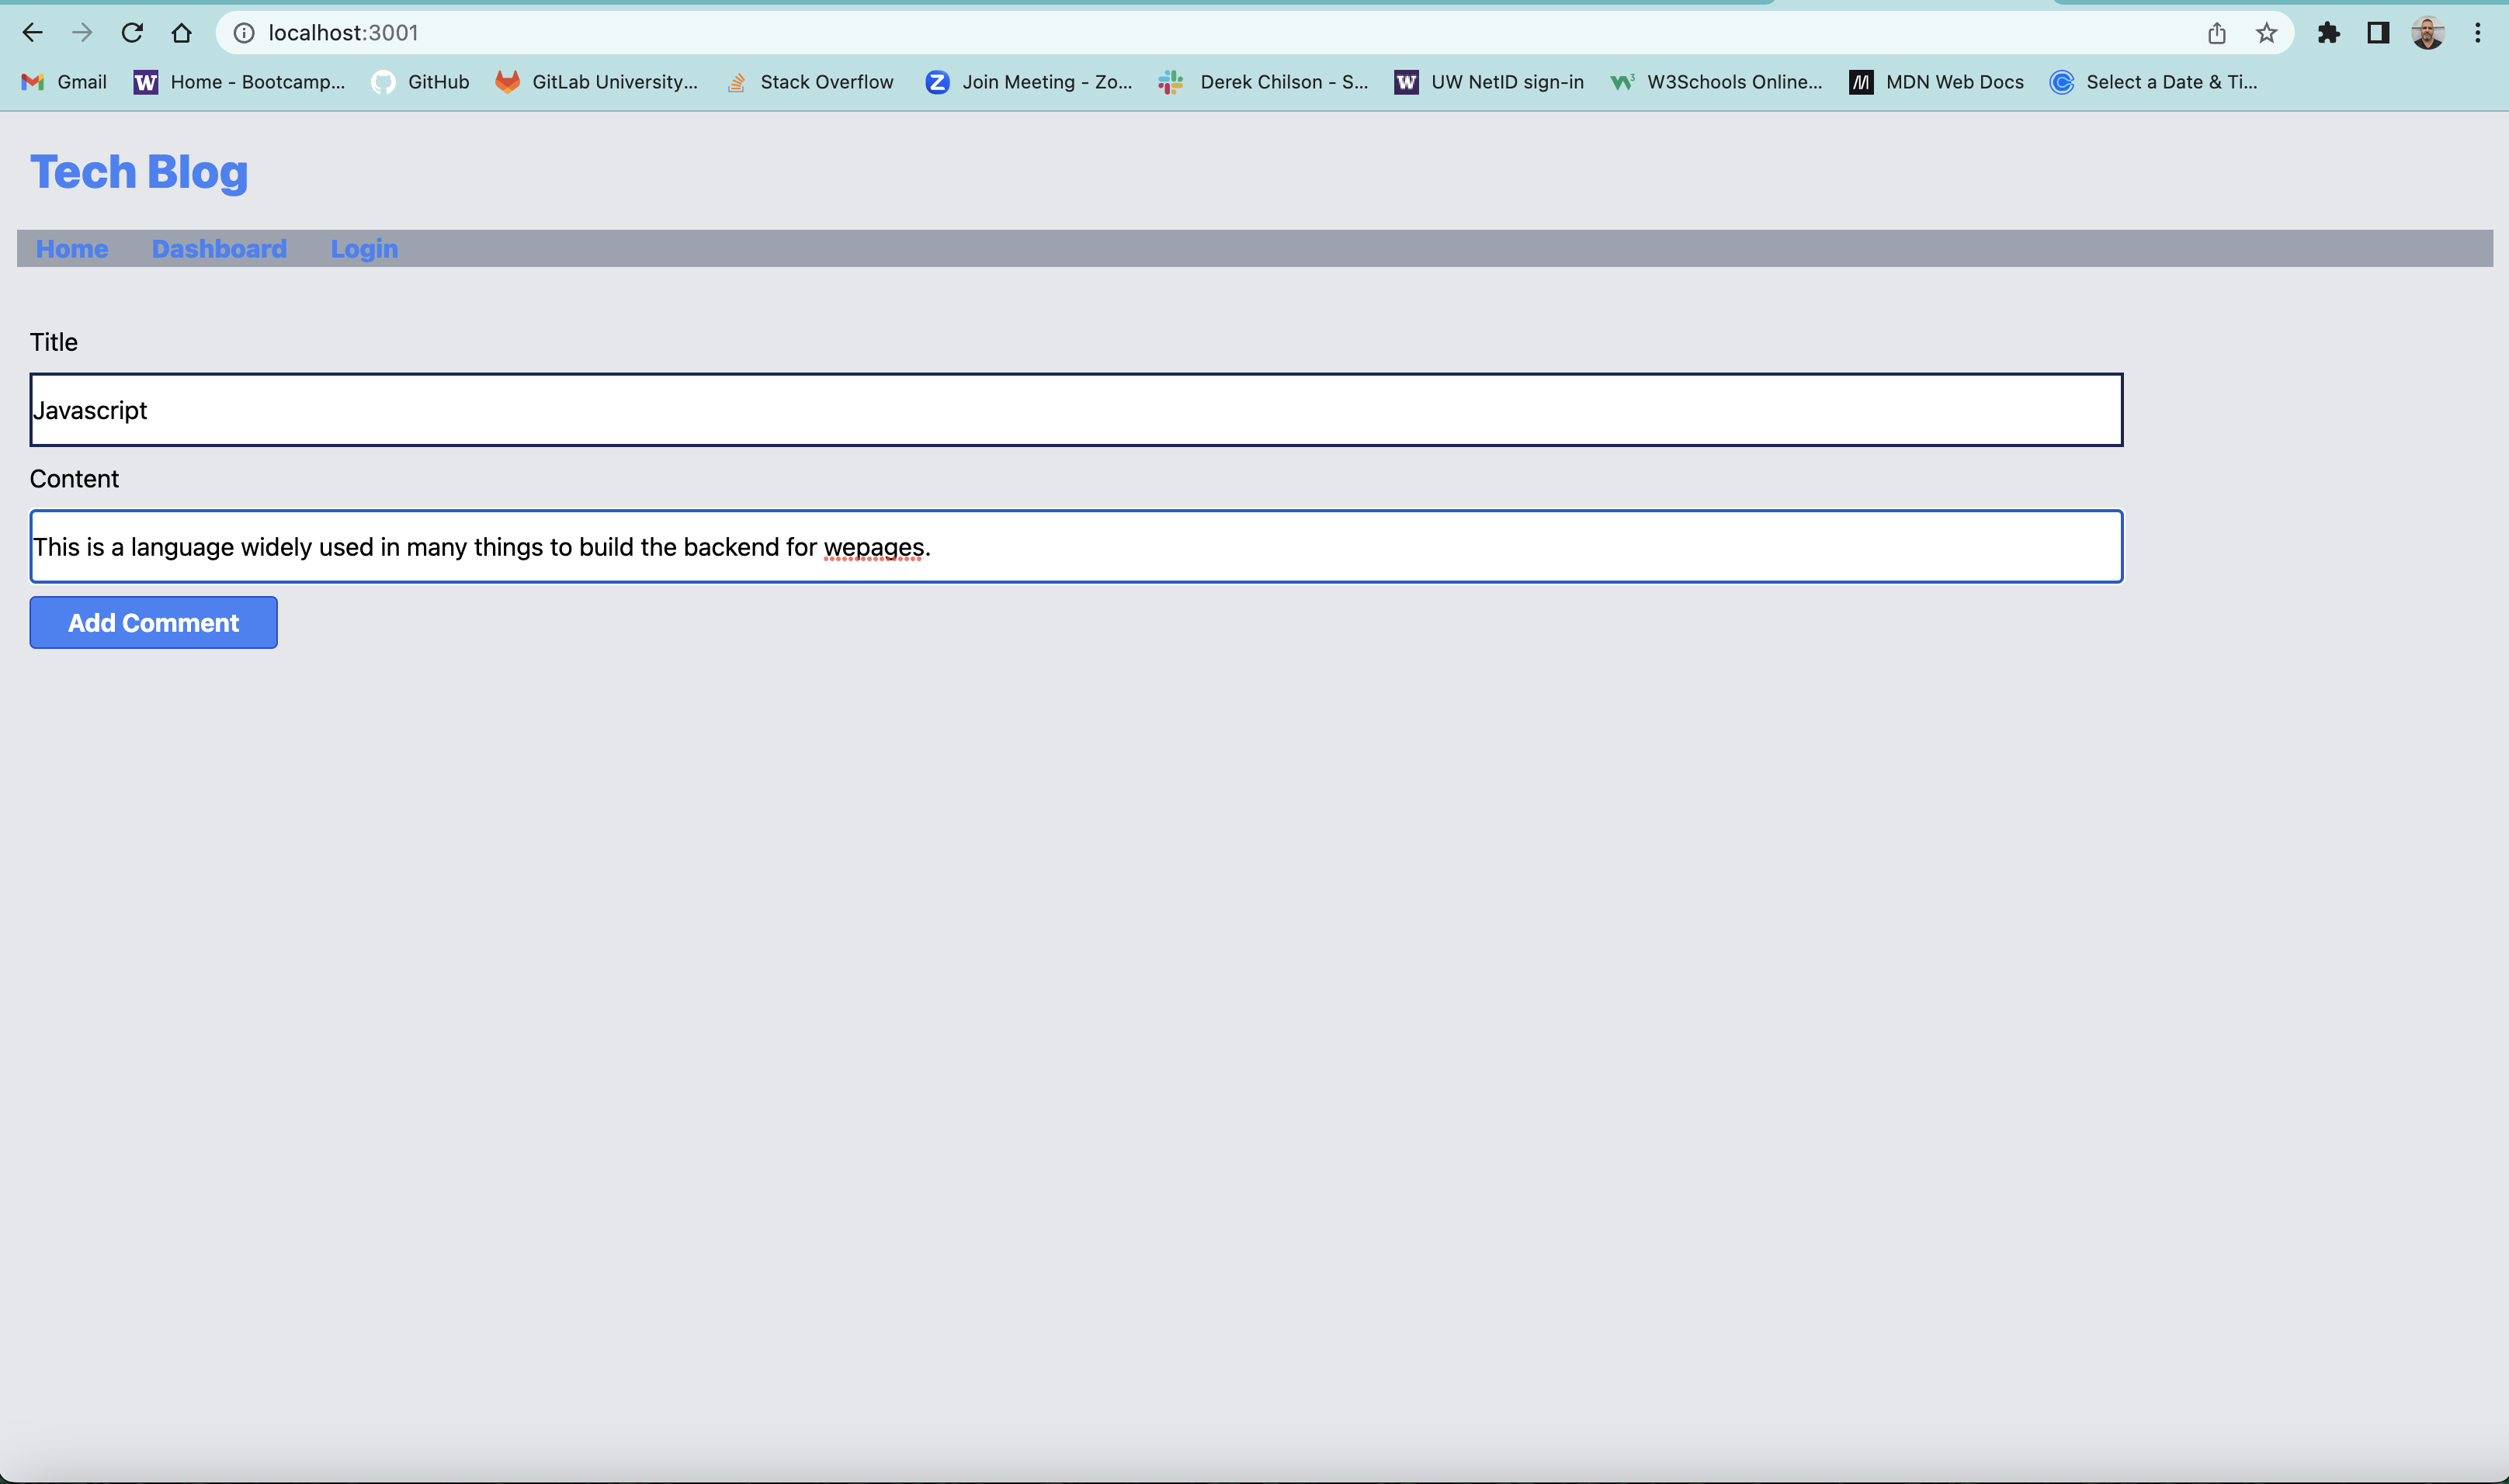 localhost:3001
Gmail W Home - Bootcamp... GitHub GitLab University... Stack Overflow Z Join Meeting - Zo... Derek Chilson - S... W UW NetID sign-in W3 W3Schools Online... M MDN Web Docs C Select a Date & Ti...
Tech Blog
Home Dashboard Login
Title
Javascript
Content
This is a language widely used in many things to build the backend for wepages.
Add Comment